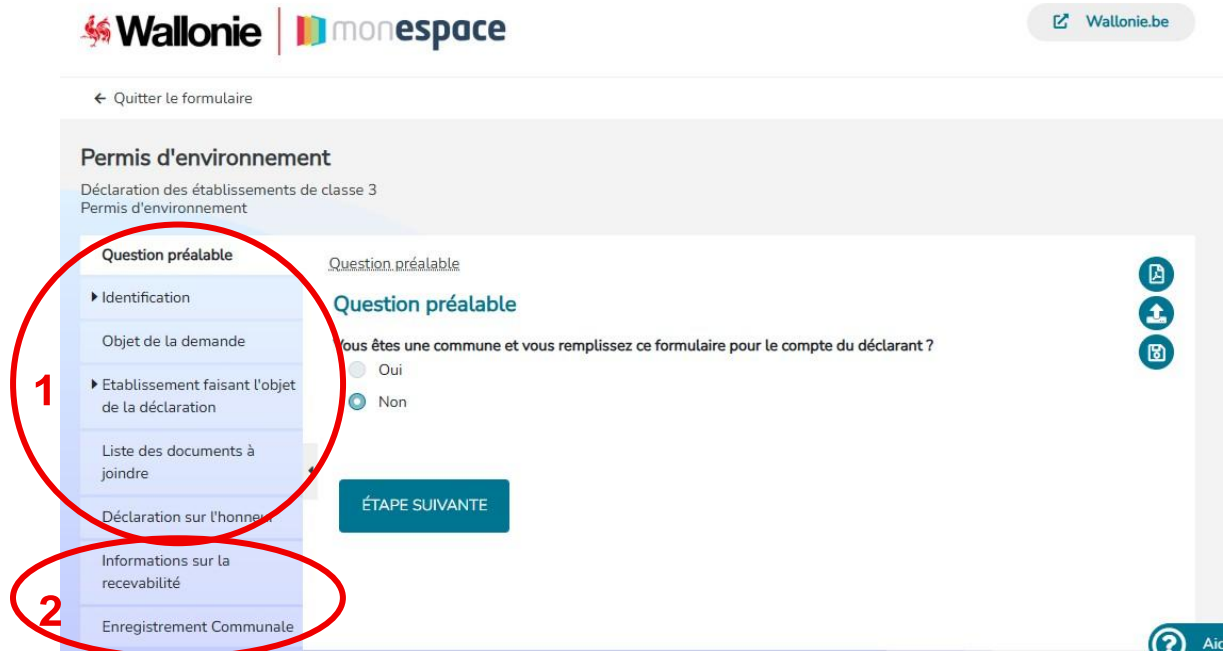 Wallonie monespace
Wallonie.be
Quitter le formulaire
Permis d'environnement
Déclaration des établissements de classe 3
Permis d'environnement
Question préalable
Identification
Objet de la demande
Etablissement faisant l'objet
de la déclaration
Liste des documents à
joindre
Déclaration sur l'honneur
Informations sur la
recevabilité
Enregistrement Communale
1
2
Question préalable
Question préalable
Vous êtes une commune et vous remplissez ce formulaire pour le compte du déclarant ?
Oui
Non
ÉTAPE SUIVANTE